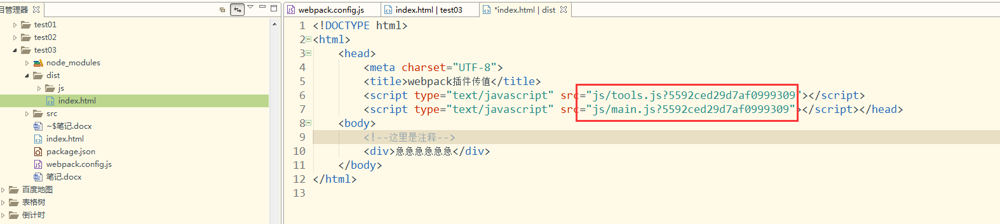 目管理器
test01
test02
test03
node_modules
dist
js
index.html
src
~$笔记.docx
index.html
package.json
webpack.config.js
笔记.docx
百度地图
表格树
倒计时
webpack.config.js
index.html | test03
*index.html | dist
1 <!DOCTYPE html>
2 <html>
3 <head>
4 <meta charset="UTF-8">
5 <title>webpack插件传值</title>
6 <script type="text/javascript" src="js/tools.js?5592ced29d7af0999309"></script>
7 <script type="text/javascript" src="js/main.js?5592ced29d7af0999309"></script></head>
8 <body>
9 <!--这里是注释-->
10 <div>急急急急急急</div>
11 </body>
12 </html>
13